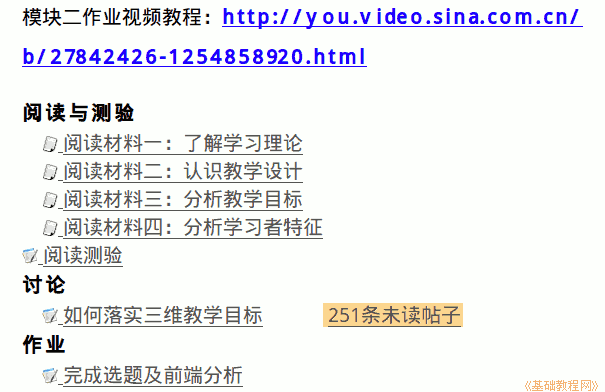 模块二作业视频教程：http://you.video.sina.com.cn/
b/27842426-1254858920.html
阅读与测验
阅读材料一：了解学习理论
阅读材料二：认识教学设计
阅读材料三：分析教学目标
阅读材料四：分析学习者特征
阅读测验
讨论
如何落实三维教学目标 251条未读帖子
作业
完成选题及前端分析
《基础教程网》